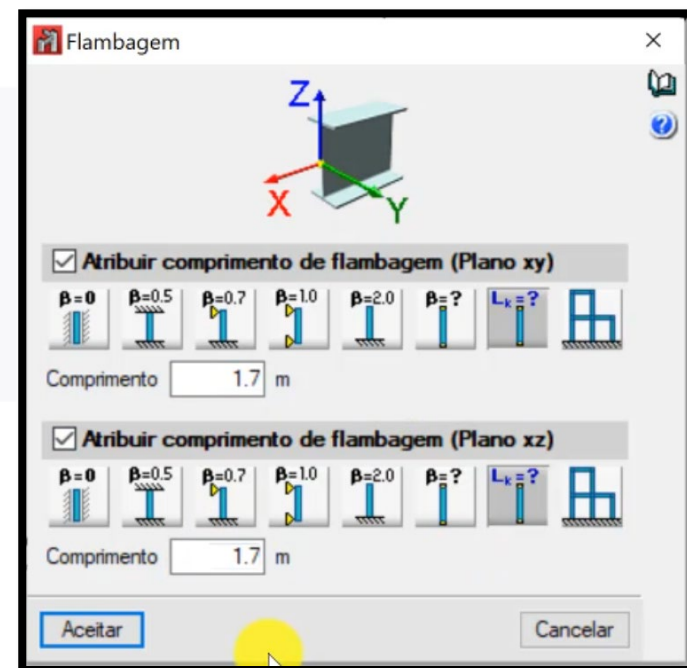 Flambagem
Z
X
Y
Atribuir comprimento de flambagem (Plano xy)
β=0 β=0.5 β=0.7 β=1.0 β=2.0 β=? Lk=?
Comprimento 1.7 m
Atribuir comprimento de flambagem (Plano xz)
β=0 β=0.5 β=0.7 β=1.0 β=2.0 β=? Lk=?
Comprimento 1.7 m
Aceitar Cancelar